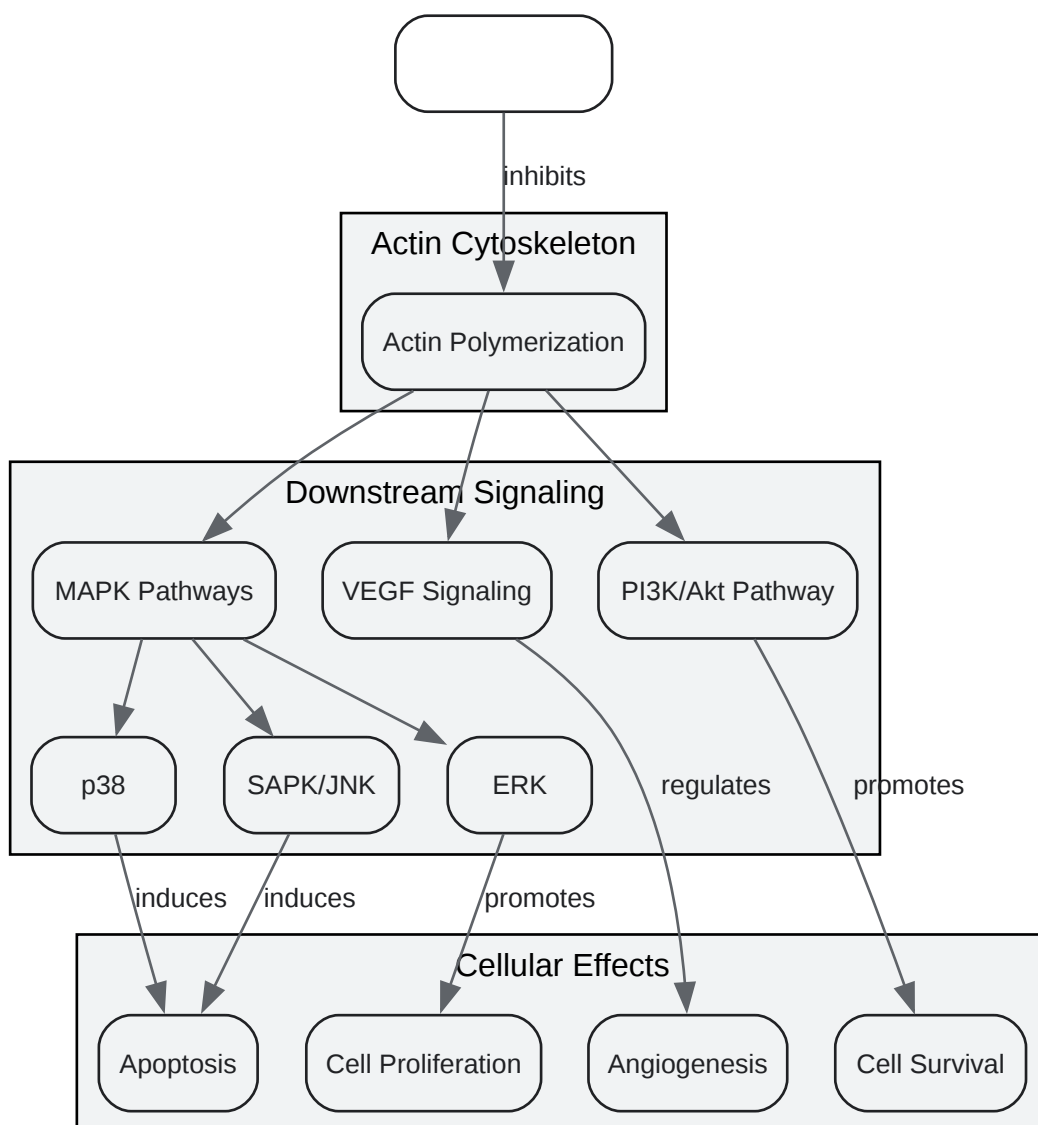 inhibits
Actin Cytoskeleton
Actin Polymerization
Downstream Signaling
MAPK Pathways
VEGF Signaling
PI3K/Akt Pathway
p38
SAPK/JNK
ERK
regulates
promotes
induces
induces
promotes
Cellular Effects
Apoptosis
Cell Proliferation
Angiogenesis
Cell Survival